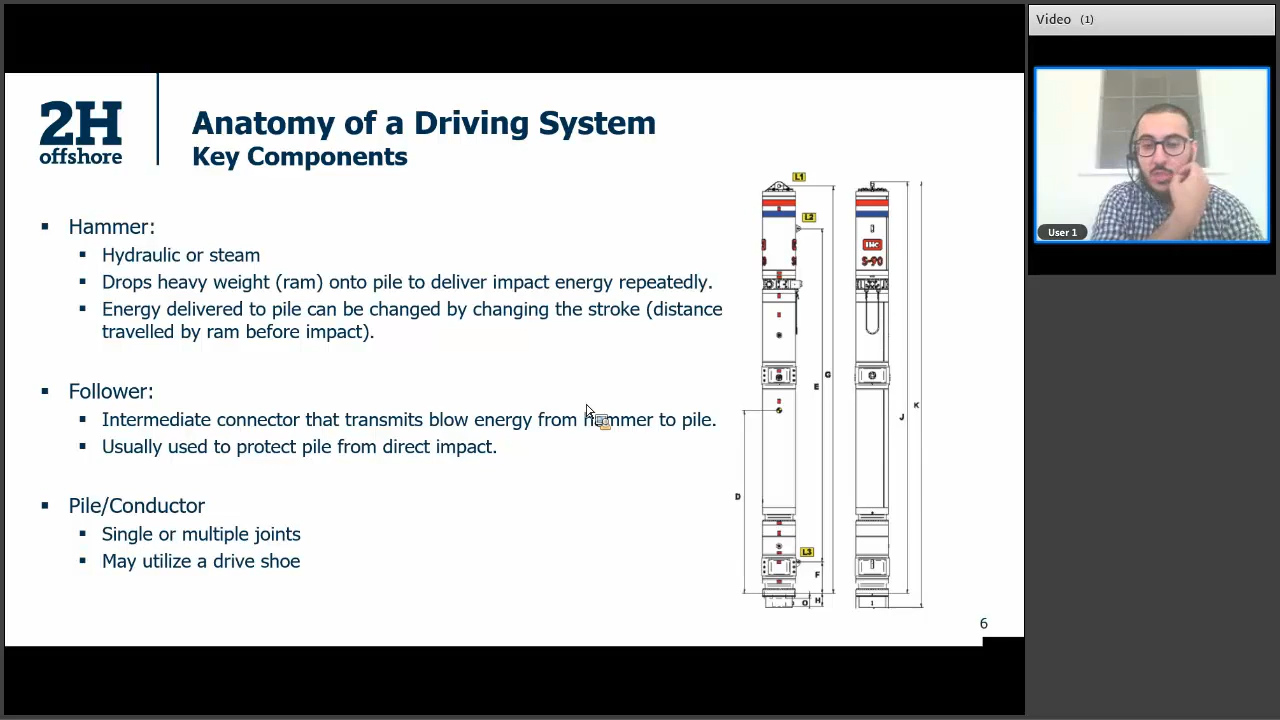 Video (1)
User 1
2H
offshore
Anatomy of a Driving System
Key Components
▪ Hammer:
▪ Hydraulic or steam
▪ Drops heavy weight (ram) onto pile to deliver impact energy repeatedly.
▪ Energy delivered to pile can be changed by changing the stroke (distance
travelled by ram before impact).
▪ Follower:
▪ Intermediate connector that transmits blow energy from hammer to pile.
▪ Usually used to protect pile from direct impact.
▪ Pile/Conductor
▪ Single or multiple joints
▪ May utilize a drive shoe
L1
L2
IHC
S-90
G
E
K
J
D
L3
F
O
H
6